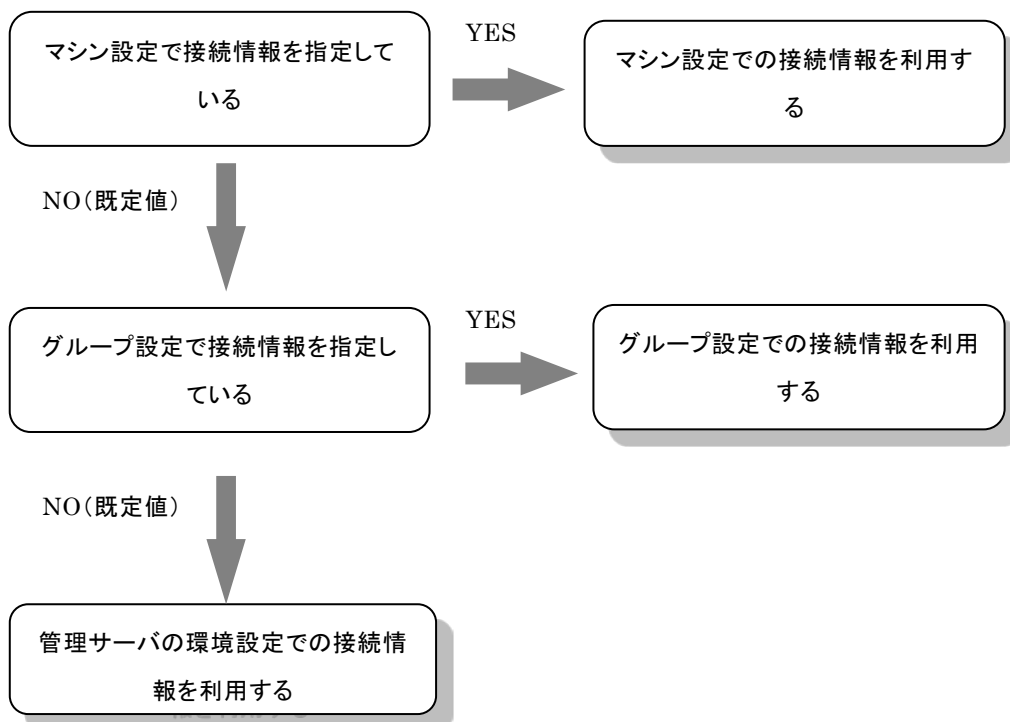 マシン設定で接続情報を指定して
いる
YES
マシン設定での接続情報を利用す
る
NO（既定値）
グループ設定で接続情報を指定し
ている
YES
グループ設定での接続情報を利用
する
NO（既定値）
管理サーバの環境設定での接続情
報を利用する